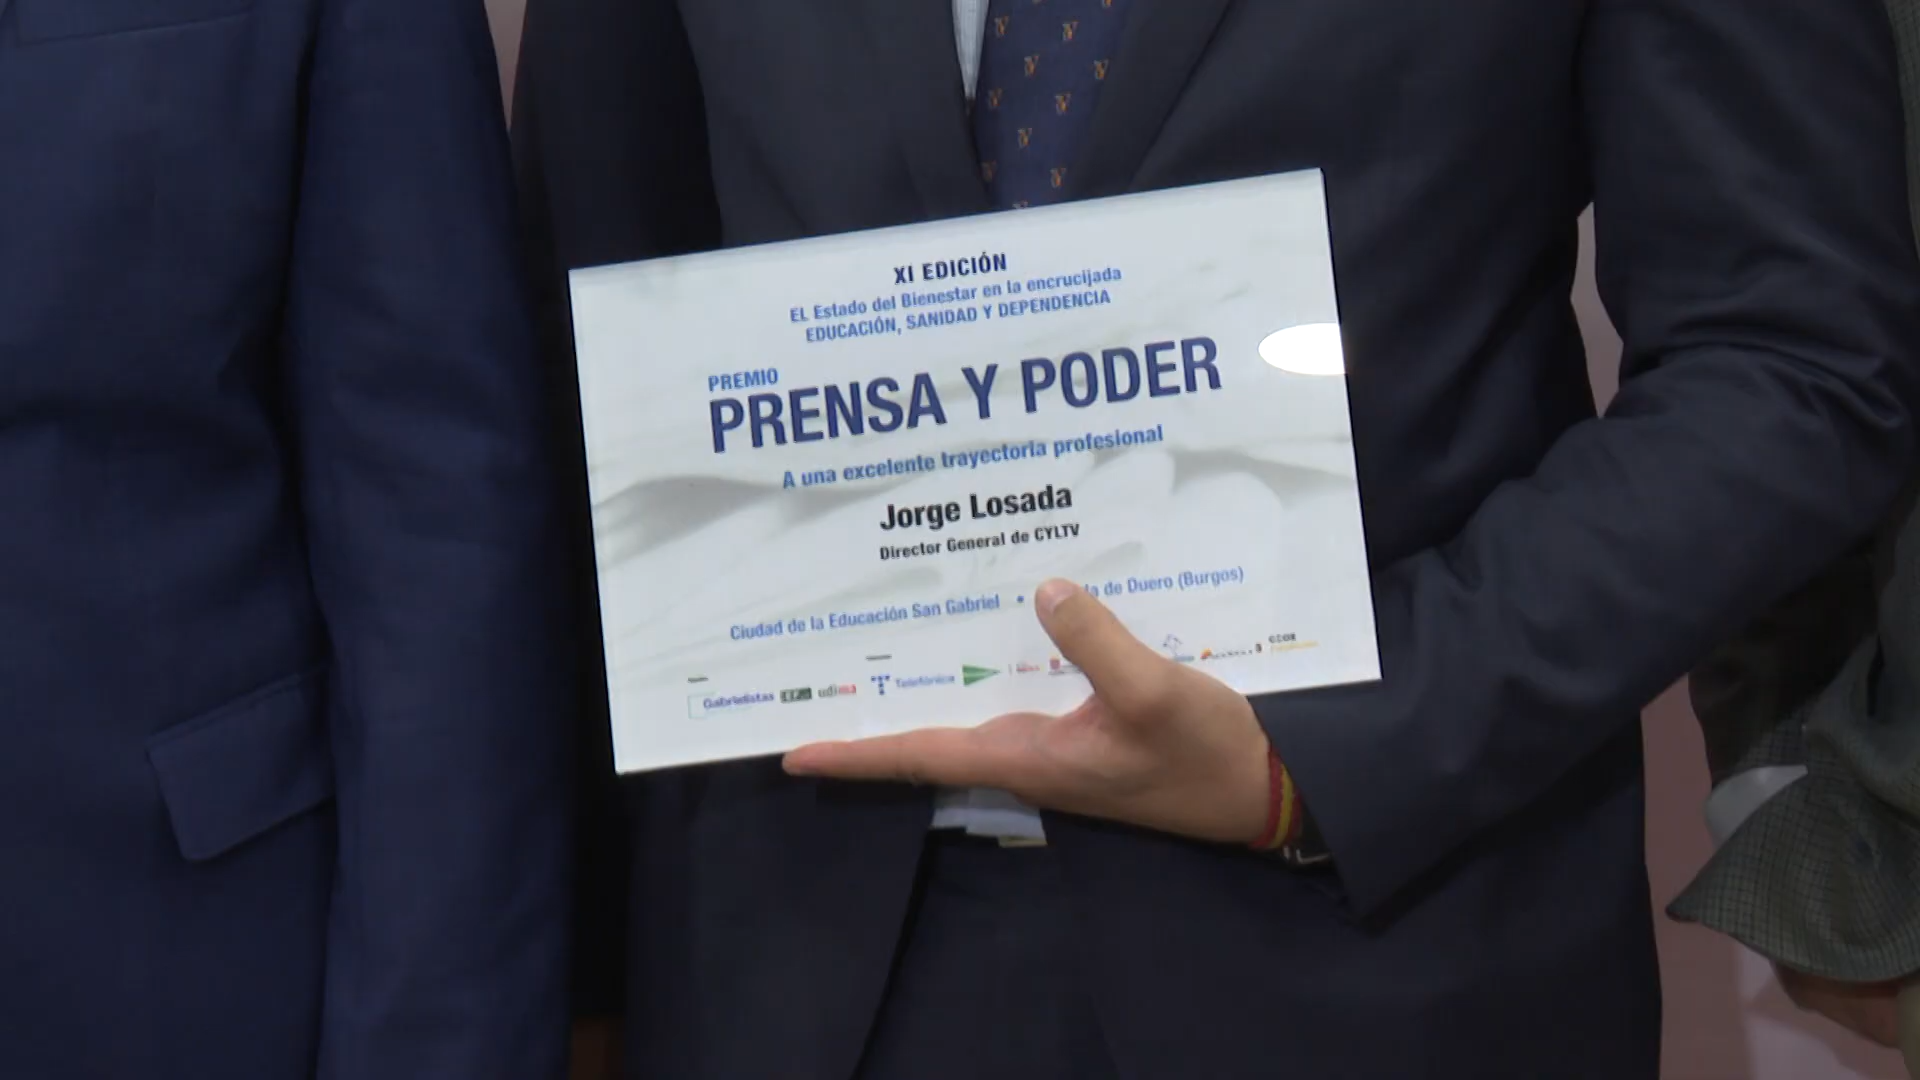 XI EDICIÓN
EL Estado del Bienestar en la encrucijada
EDUCACIÓN, SANIDAD Y DEPENDENCIA
PREMIO
PRENSA Y PODER
A una excelente trayectoria profesional
Jorge Losada
Director General de CYLTV
Ciudad de la Educación San Gabriel • de Duero (Burgos)
Gabrielistas udima Telefónica